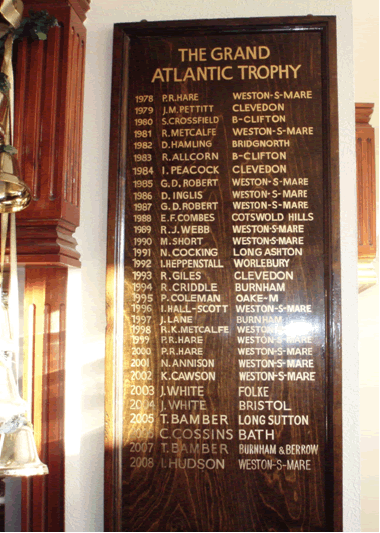 THE GRAND
ATLANTIC TROPHY
1978 P.R.HARE WESTON-S-MARE
1979 J.M.PETTITT CLEVEDON
1980 S.CROSSFIELD B-CLIFTON
1981 R.METCALFE WESTON-S-MARE
1982 D.HAMLING BRIDGNORTH
1983 R.ALLCORN B-CLIFTON
1984 I.PEACOCK CLEVEDON
1985 G.D.ROBERT WESTON-S-MARE
1986 D.INGLIS WESTON-S-MARE
1987 G.D.ROBERT WESTON-S-MARE
1988 E.F.COMBES COTSWOLD HILLS
1989 R.J.WEBB WESTON-S-MARE
1990 M.SHORT WESTON-S-MARE
1991 N.COCKING LONG ASHTON
1992 I.HEPPENSTALL WORLEBURY
1993 R.GILES CLEVEDON
1994 R.CRIDDLE BURNHAM
1995 P.COLEMAN OAKE-M
1996 I.HALL-SCOTT WESTON-S-MARE
1997 J.LANE BURNHAM
1998 R.K.METCALFE WESTON-S-MARE
1999 P.R.HARE WESTON-S-MARE
2000 P.R.HARE WESTON-S-MARE
2001 N.ANNISON WESTON-S-MARE
2002 K.CAWSON WESTON-S-MARE
2003 J.WHITE FOLKE
2004 J.WHITE BRISTOL
2005 T.BAMBER LONG SUTTON
2006 C.COSSINS BATH
2007 T.BAMBER BURNHAM & BERROW
2008 I.HUDSON WESTON-S-MARE